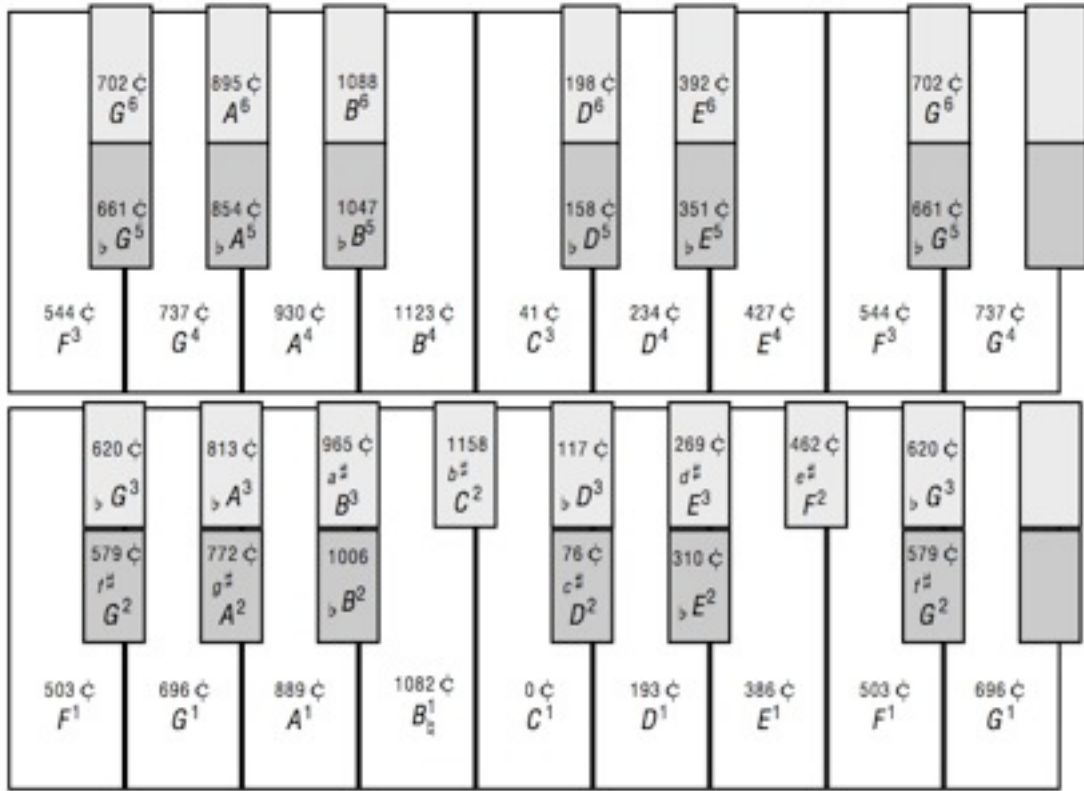 702 ¢ 895 ¢ 1088 198 ¢ 392 ¢ 702 ¢
G⁶ A⁶ B⁶ D⁶ E⁶ G⁶
661 ¢ 854 ¢ 1047 158 ¢ 351 ¢ 661 ¢
♭G⁵ ♭A⁵ ♭B⁵ ♭D⁵ ♭E⁵ ♭G⁵
544 ¢ 737 ¢ 930 ¢ 1123 ¢ 41 ¢ 234 ¢ 427 ¢ 544 ¢ 737 ¢
F³ G⁴ A⁴ B⁴ C³ D⁴ E⁴ F³ G⁴
620 ¢ 813 ¢ 965 ¢ 1158 117 ¢ 269 ¢ 462 ¢ 620 ¢
a♯ b♯ d♯ e♯
♭G³ ♭A³ B³ C² ♭D³ E³ F² ♭G³
579 ¢ 772 ¢ 1006 76 ¢ 310 ¢ 579 ¢
f♯ g♯ c♯ f♯
G² A² ♭B² D² ♭E² G²
503 ¢ 696 ¢ 889 ¢ 1082 ¢ 0 ¢ 193 ¢ 386 ¢ 503 ¢ 696 ¢
F¹ G¹ A¹ B¹♮ C¹ D¹ E¹ F¹ G¹